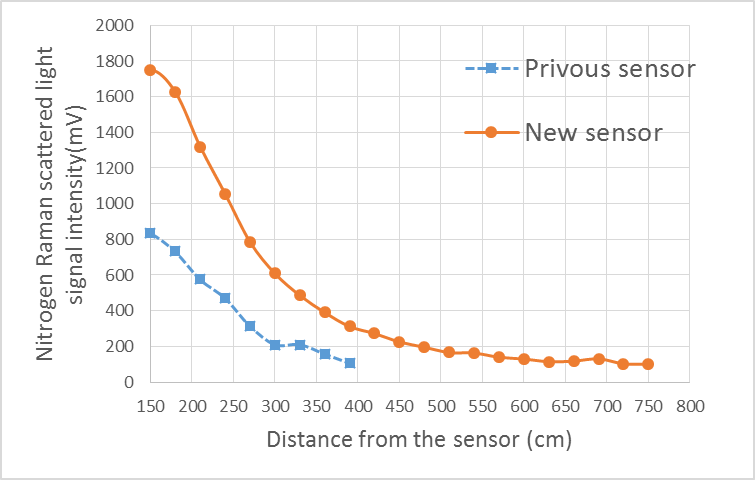 2000
1800
1600
1400
1200
1000
800
600
400
200
0
Nitrogen Raman scattered light
signal intensity(mV)
Privous sensor
New sensor
150 200 250 300 350 400 450 500 550 600 650 700 750 800
Distance from the sensor (cm)